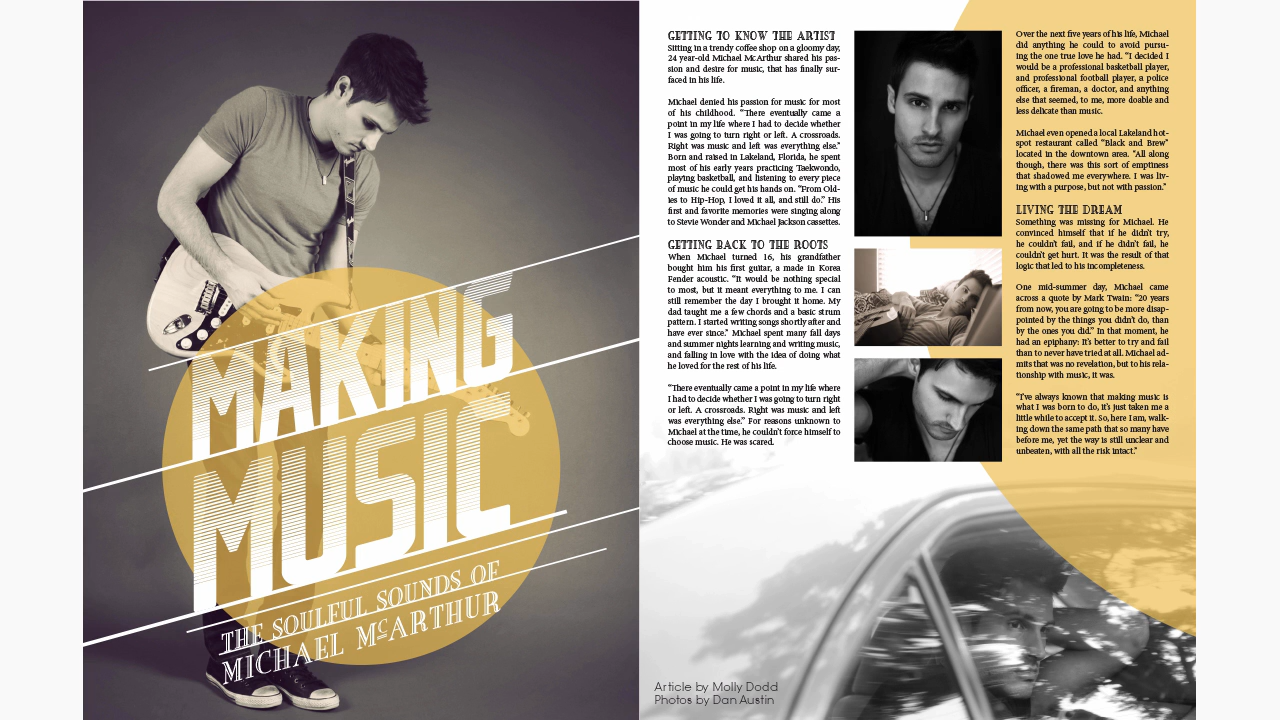 MAKING
MUSIC
THE SOULFUL SOUNDS OF
MICHAEL McARTHUR
GETTING TO KNOW THE ARTIST
Sitting in a trendy coffee shop on a gloomy day,
24 year-old Michael McArthur shared his pas-
sion and desire for music, that has finally sur-
faced in his life.
Michael denied his passion for music for most
of his childhood. “There eventually came a
point in my life where I had to decide whether
I was going to turn right or left. A crossroads.
Right was music and left was everything else.”
Born and raised in Lakeland, Florida, he spent
most of his early years practicing Taekwondo,
playing basketball, and listening to every piece
of music he could get his hands on. “From Old-
ies to Hip-Hop, I loved it all, and still do.” His
first and favorite memories were singing along
to Stevie Wonder and Michael Jackson cassettes.
GETTING BACK TO THE ROOTS
When Michael turned 16, his grandfather
bought him his first guitar, a made in Korea
Fender acoustic. “It would be nothing special
to most, but it meant everything to me. I can
still remember the day I brought it home. My
dad taught me a few chords and a basic strum
pattern. I started writing songs shortly after and
have ever since.” Michael spent many fall days
and summer nights learning and writing music,
and falling in love with the idea of doing what
he loved for the rest of his life.
“There eventually came a point in my life where
I had to decide whether I was going to turn right
or left. A crossroads. Right was music and left
was everything else.” For reasons unknown to
Michael at the time, he couldn’t force himself to
choose music. He was scared.
Over the next five years of his life, Michael
did anything he could to avoid pursu-
ing the one true love he had. “I decided I
would be a professional basketball player,
and professional football player, a police
officer, a fireman, a doctor, and anything
else that seemed, to me, more doable and
less delicate than music.
Michael even opened a local Lakeland hot-
spot restaurant called “Black and Brew”
located in the downtown area. “All along
though, there was this sort of emptiness
that shadowed me everywhere. I was liv-
ing with a purpose, but not with passion.”
LIVING THE DREAM
Something was missing for Michael. He
convinced himself that if he didn’t try,
he couldn’t fail, and if he didn’t fail, he
couldn’t get hurt. It was the result of that
logic that led to his incompleteness.
One mid-summer day, Michael came
across a quote by Mark Twain: “20 years
from now, you are going to be more disap-
pointed by the things you didn’t do, than
by the ones you did.” In that moment, he
had an epiphany: it’s better to try and fail
than to never have tried at all. Michael ad-
mits that was no revelation, but to his rela-
tionship with music, it was.
“I’ve always known that making music is
what I was born to do, it’s just taken me a
little while to accept it. So, here I am, walk-
ing down the same path that so many have
before me, yet the way is still unclear and
unbeaten, with all the risk intact.”
Article by Molly Dodd
Photos by Dan Austin